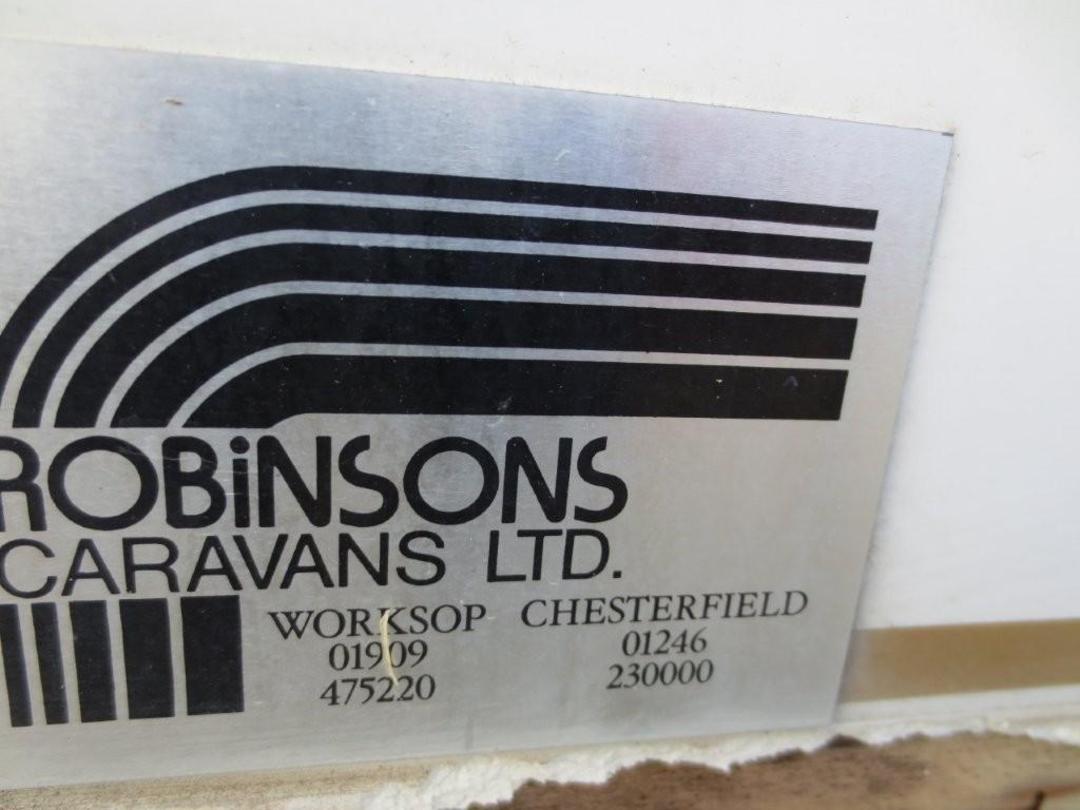 ROBiNSONS
CARAVANS LTD.
WORKSOP CHESTERFIELD
01909 01246
475220 230000